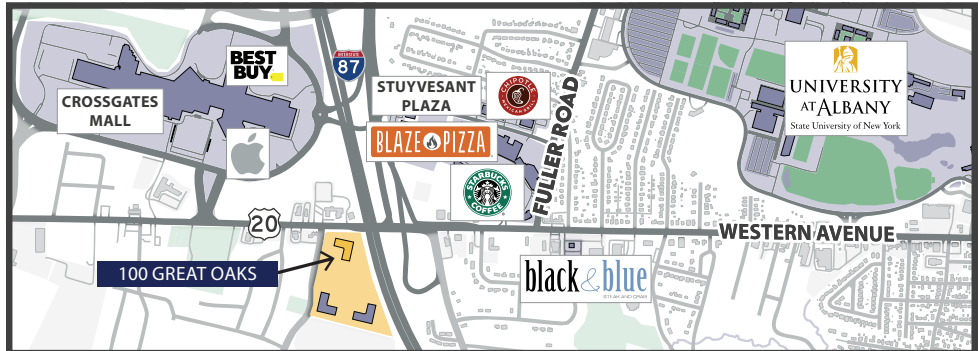 BEST
BUY
CROSSGATES
MALL
INTERSTATE
87
STUYVESANT
PLAZA
CHIPOTLE
MEXICAN GRILL
BLAZE PIZZA
STARBUCKS
COFFEE
FULLER ROAD
UNIVERSITY
AT ALBANY
State University of New York
20
WESTERN AVENUE
100 GREAT OAKS
black & blue
STEAK AND CRAB